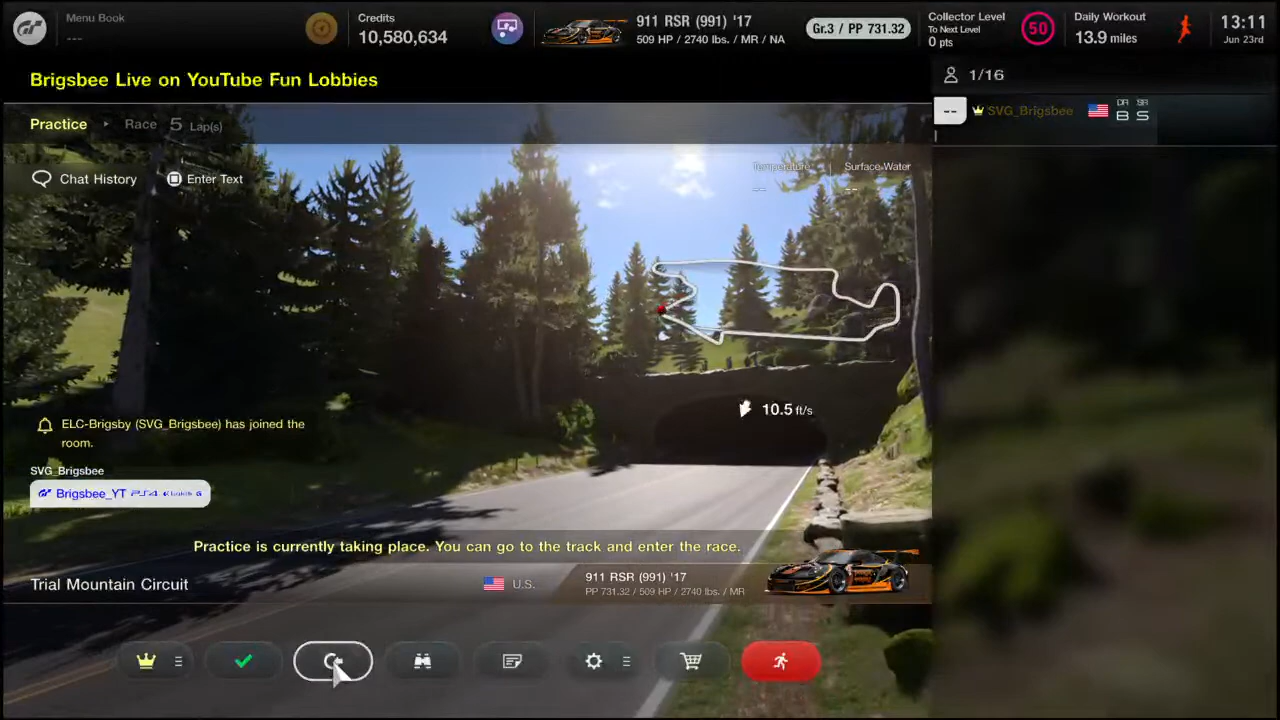 Menu Book
---
Credits
10,580,634
911 RSR (991) '17
509 HP / 2740 lbs. / MR / NA
Gr.3 / PP 731.32
Collector Level
To Next Level
0 pts
50
Daily Workout
13.9 miles
13:11
Jun 23rd
Brigsbee Live on YouTube Fun Lobbies
1/16
Practice
Race 5 Lap(s)
-- SVG_Brigsbee
DR SR
B S
Chat History
Enter Text
Temperature
--
Surface Water
--
10.5 ft/s
ELC-Brigsby (SVG_Brigsbee) has joined the
room.
SVG_Brigsbee
Brigsbee_YT PS4
Practice is currently taking place. You can go to the track and enter the race.
Trial Mountain Circuit
U.S.
911 RSR (991) '17
PP 731.32 / 509 HP / 2740 lbs. / MR